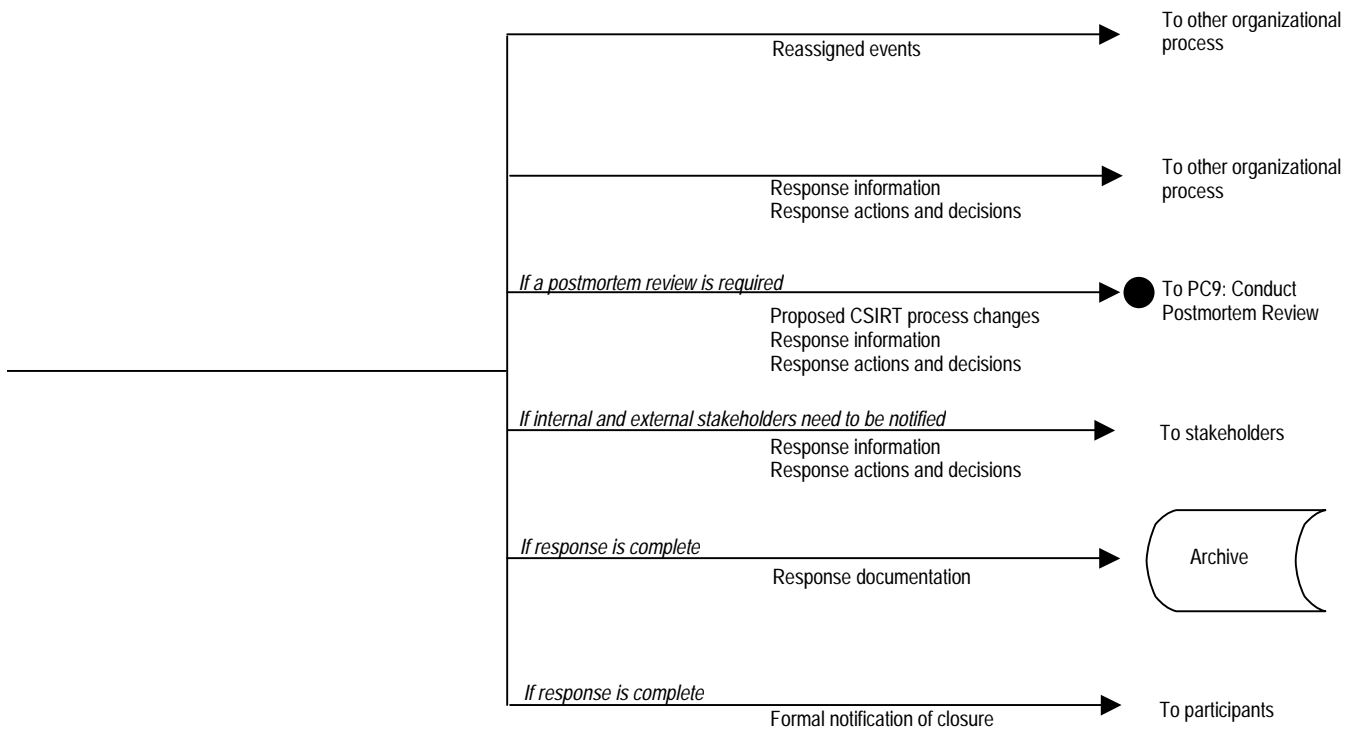 To other organizational
process
Reassigned events
To other organizational
process
Response information
Response actions and decisions
If a postmortem review is required
To PC9: Conduct
Postmortem Review
Proposed CSIRT process changes
Response information
Response actions and decisions
If internal and external stakeholders need to be notified
To stakeholders
Response information
Response actions and decisions
If response is complete
Archive
Response documentation
If response is complete
To participants
Formal notification of closure